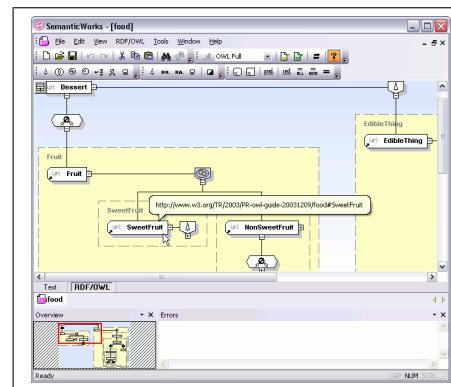 SemanticWorks - [food]
File Edit View RDF/OWL Tools Window Help
OWL Full
urI Dessert
EdibleThing
urI EdibleThing
Fruit
urI Fruit
http://www.w3.org/TR/2003/PR-owl-guide-20031209/food#SweetFruit
SweetFruit
urI SweetFruit
urI NonSweetFruit
Text RDF/OWL
food
Overview
Errors
Ready
CAP NUM SCRL